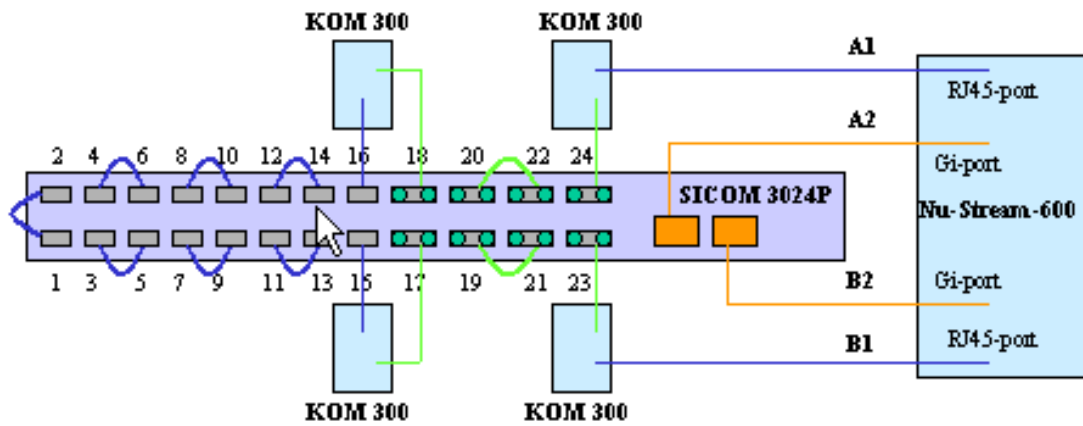 KOM 300 KOM 300
A1
RJ45-port
A2
2 4 6 8 10 12 14 16 18 20 22 24
Gi-port
SICOM 3024P
Nu-Stream-600
1 3 5 7 9 11 13 15 17 19 21 23
B2
Gi-port
B1
RJ45-port
KOM 300 KOM 300